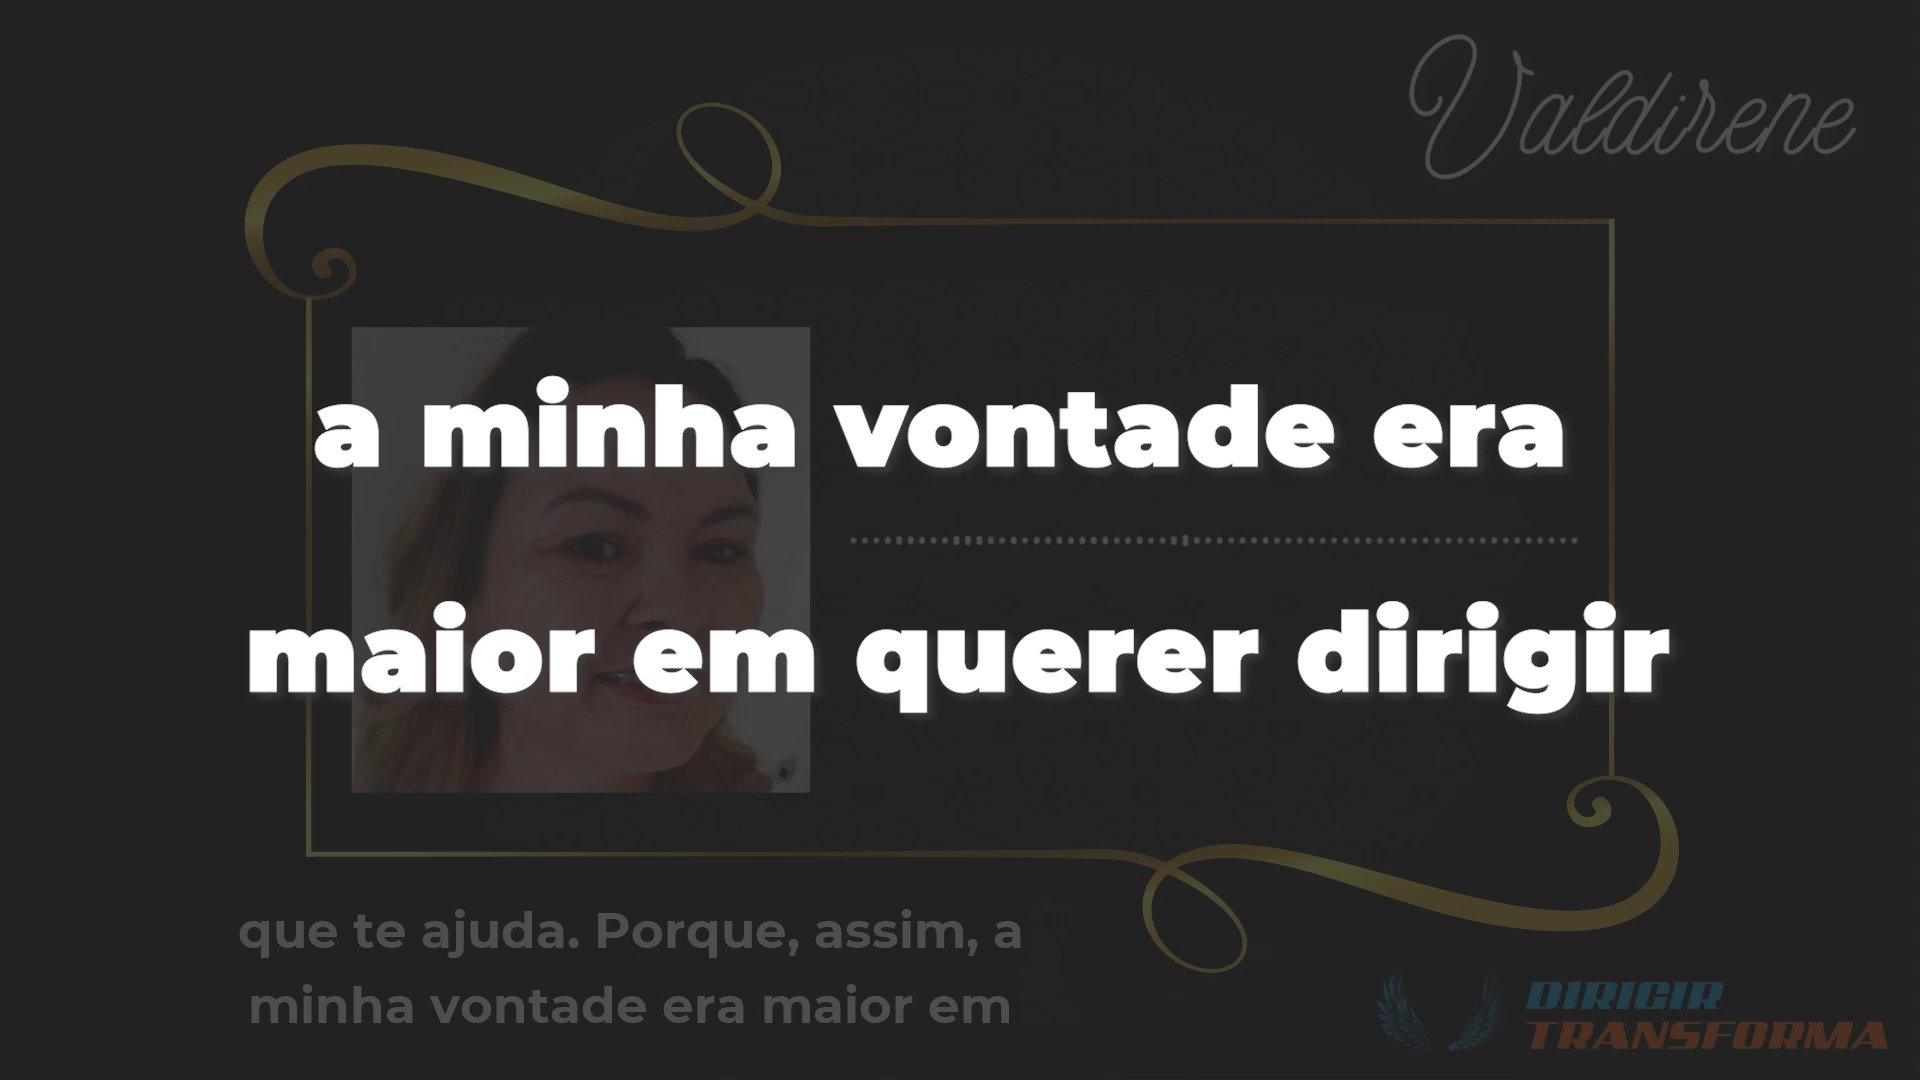 Valdirene
a minha vontade era
maior em querer dirigir
que te ajuda. Porque, assim, a
minha vontade era maior em
DIRIGIR
TRANSFORMA